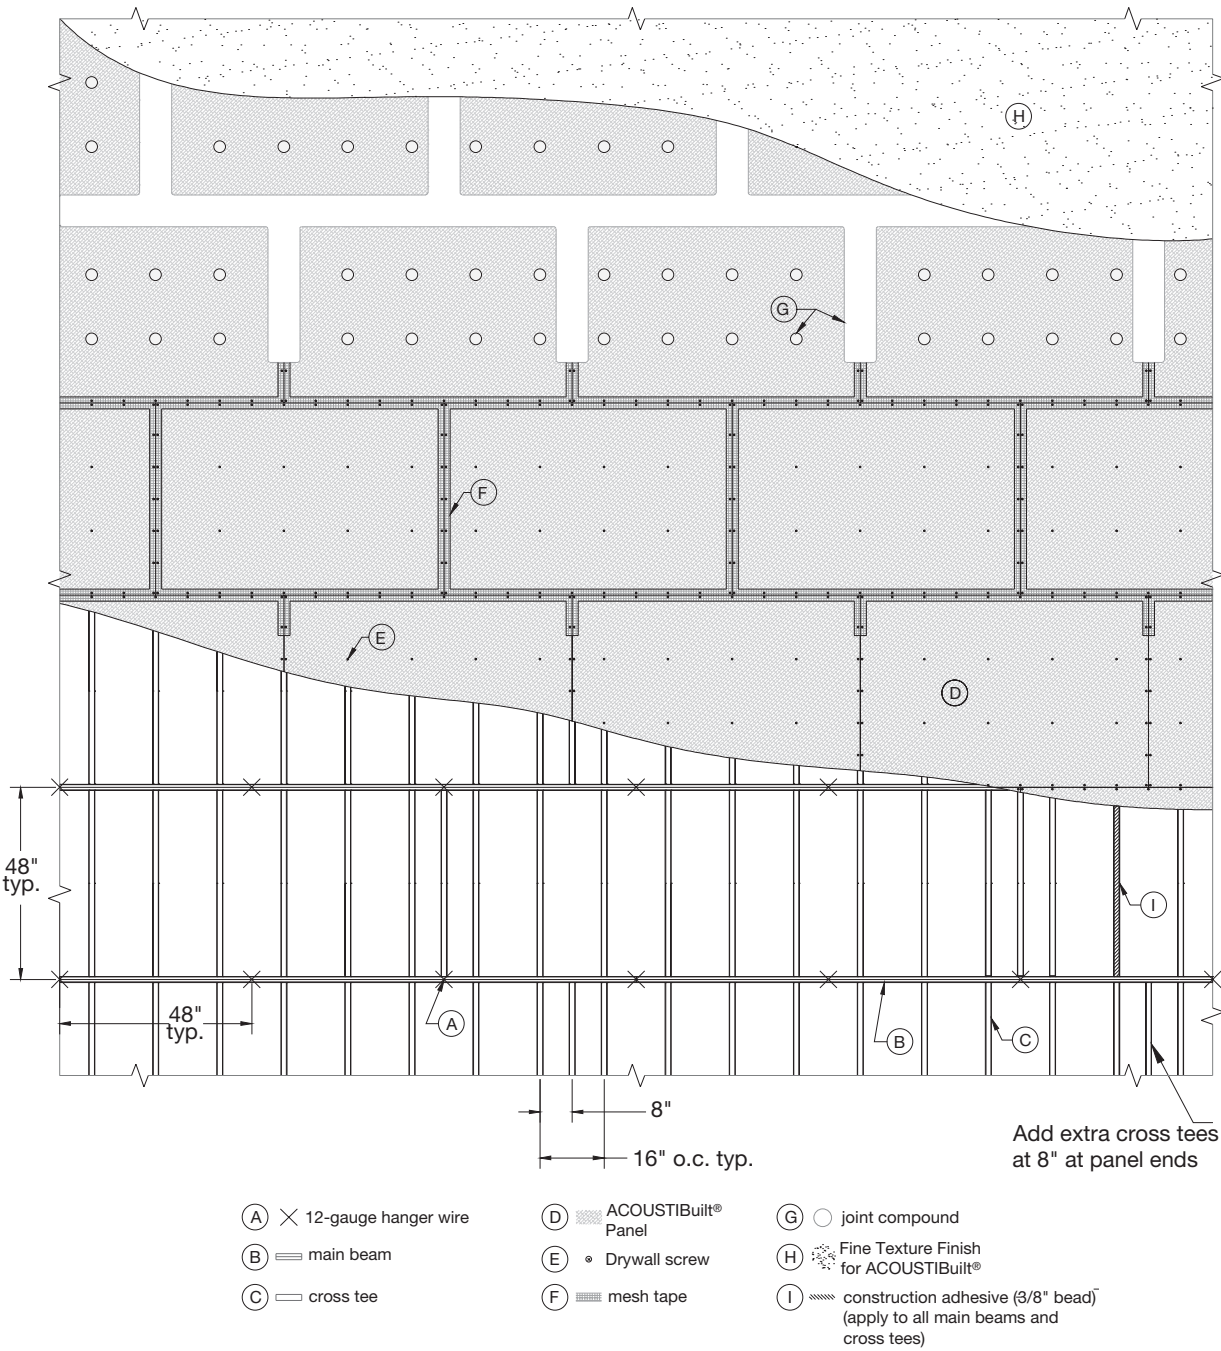 H
G
F
E
D
48"
typ.
I
48"
typ.
A
B
C
8"
16" o.c. typ.
Add extra cross tees
at 8" at panel ends
A 12-gauge hanger wire
B main beam
C cross tee
D ACOUSTIBuilt®
Panel
E Drywall screw
F mesh tape
G joint compound
H Fine Texture Finish
for ACOUSTIBuilt®
I construction adhesive (3/8" bead)
(apply to all main beams and
cross tees)